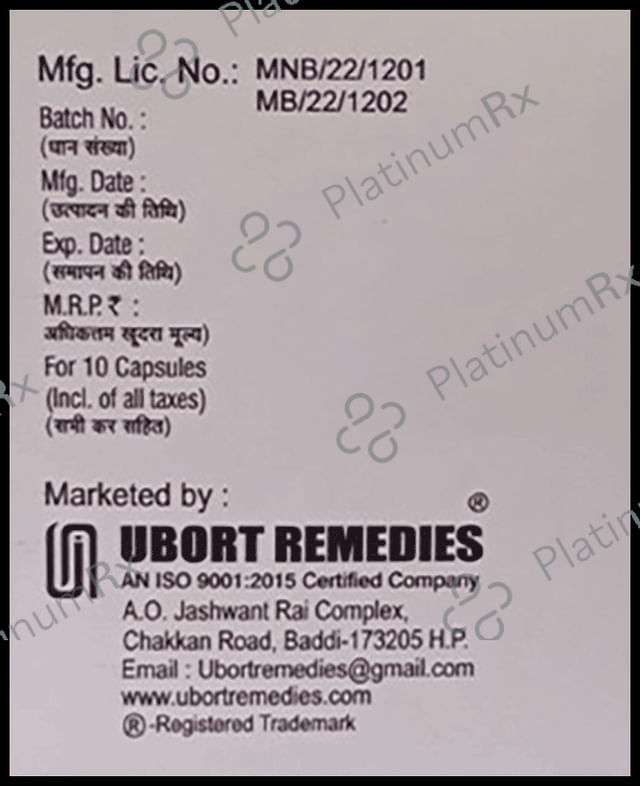 Mfg. Lic. No.: MNB/22/1201
MB/22/1202
Batch No. :
(घान संख्या)
Mfg. Date :
(उत्पादन की तिथि)
Exp. Date :
(समापन की तिथि)
M.R.P.₹ :
अधिकतम खूदरा मूल्य)
For 10 Capsules
(Incl. of all taxes)
(सभी कर सहित)
Marketed by :
®
UBORT REMEDIES
AN ISO 9001:2015 Certified Company
A.O. Jashwant Rai Complex,
Chakkan Road, Baddi-173205 H.P.
Email : Ubortremedies@gmail.com
www.ubortremedies.com
®-Registered Trademark
PlatinumRx
PlatinumRx